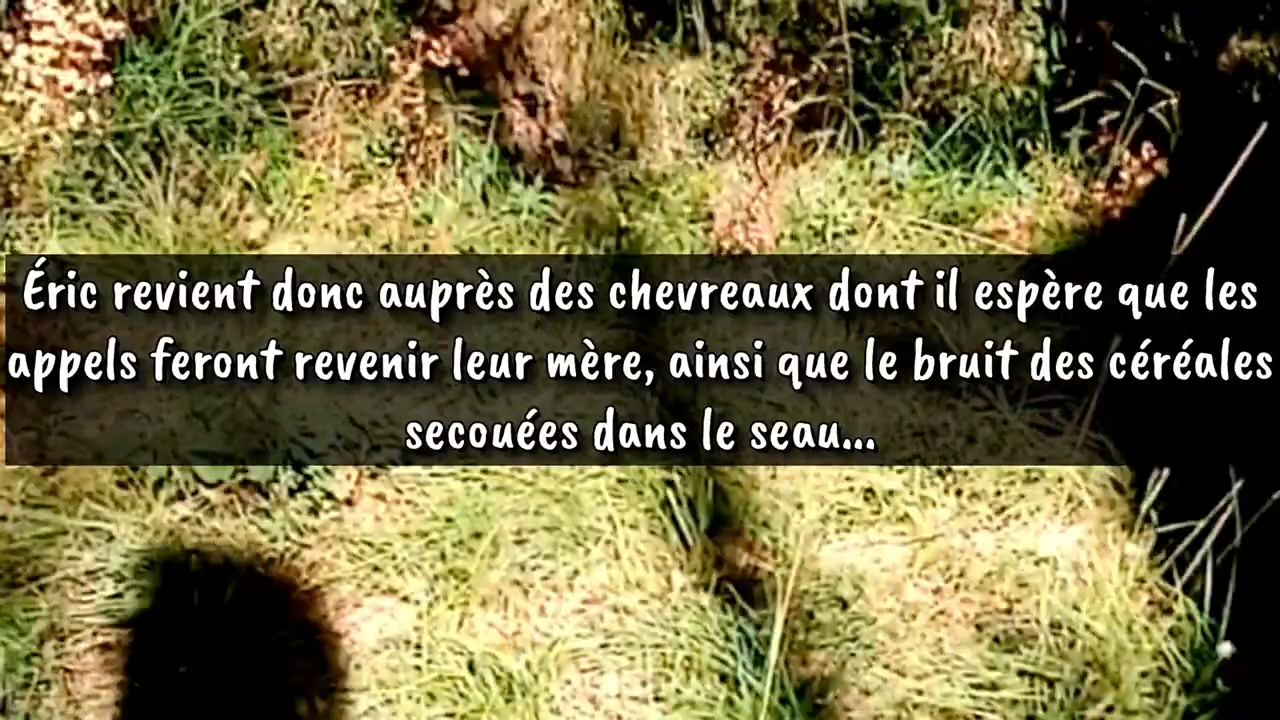 Éric revient donc auprès des chevreaux dont il espère que les
appels feront revenir leur mère, ainsi que le bruit des céréales
secouées dans le seau...